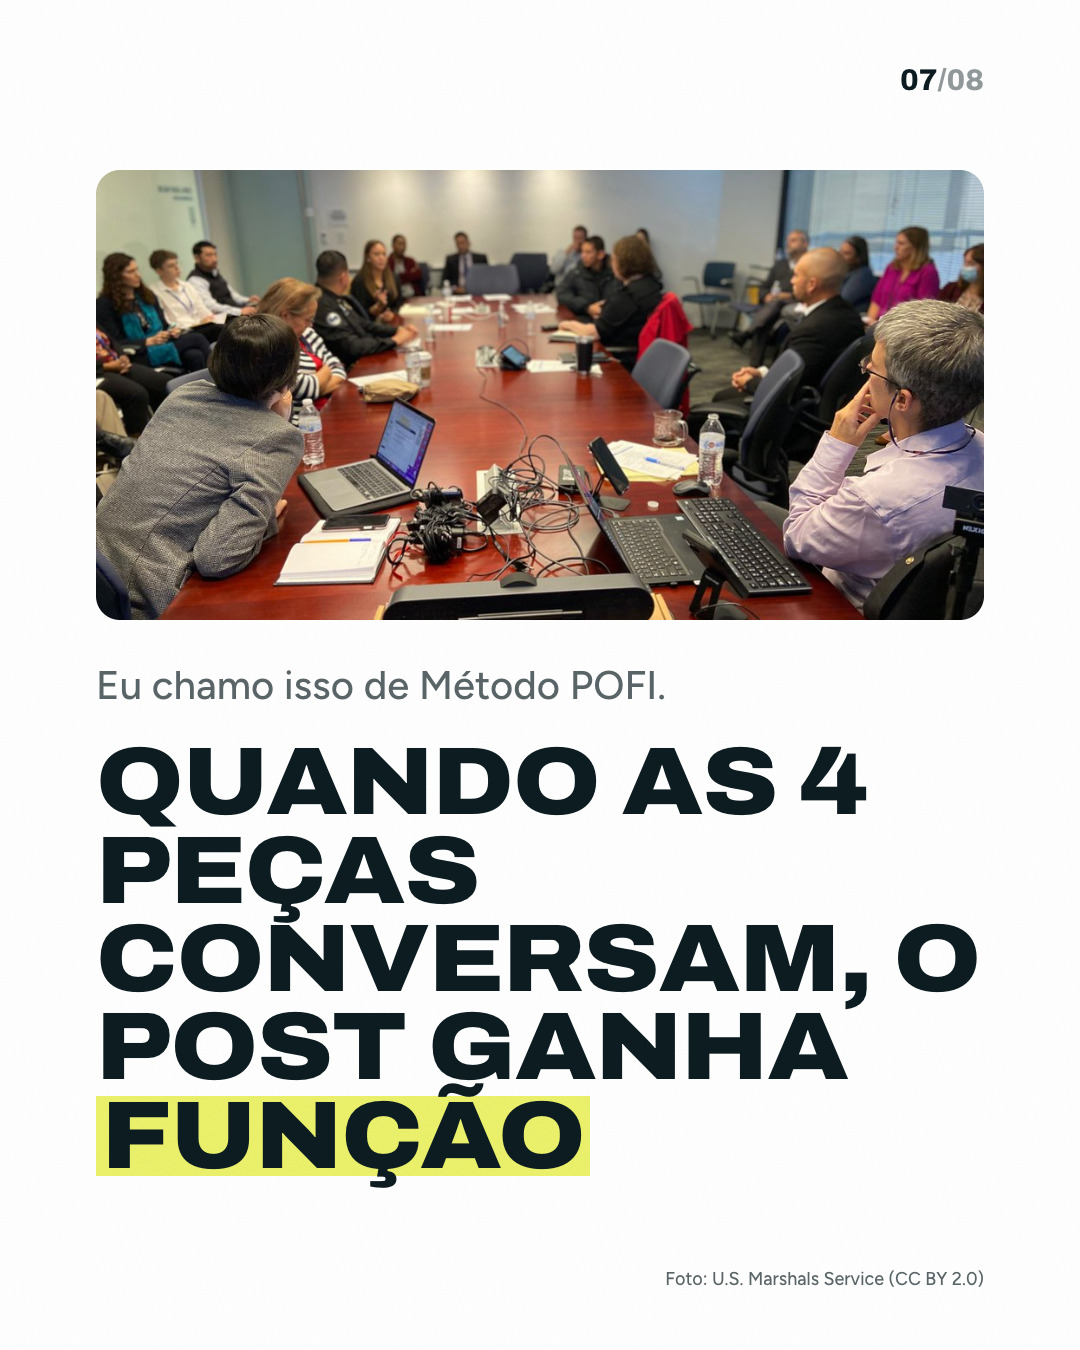 07/08
Eu chamo isso de Método POFI.
QUANDO AS 4
PEÇAS
CONVERSAM, O
POST GANHA
FUNÇÃO
Foto: U.S. Marshals Service (CC BY 2.0)